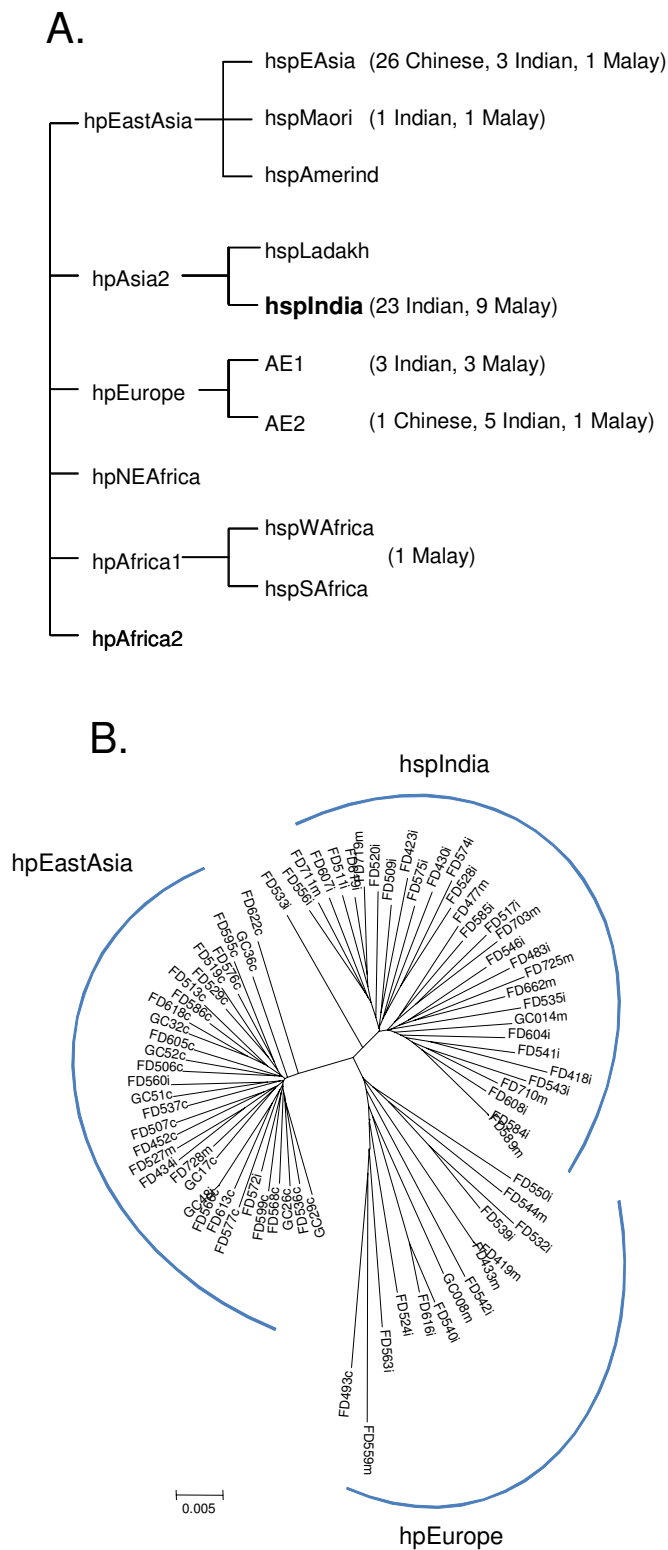 A.
hspEAsia (26 Chinese, 3 Indian, 1 Malay)
hpEastAsia
hspMaori (1 Indian, 1 Malay)
hspAmerind
hspLadakh
hpAsia2
hspIndia (23 Indian, 9 Malay)
AE1 (3 Indian, 3 Malay)
hpEurope
AE2 (1 Chinese, 5 Indian, 1 Malay)
hpNEAfrica
hspWAfrica
hpAfrica1
(1 Malay)
hspSAfrica
hpAfrica2
B.
hspIndia
hpEastAsia
FD533i
FD556i
FD711m
FD607i
FD511i
FD719m
FD520i
FD509i
FD423i
FD575i
FD430i
FD574i
FD528i
FD477m
FD585i
FD517i
FD703m
FD546i
FD483i
FD725m
FD662m
FD535i
GC014m
FD604i
FD541i
FD418i
FD543i
FD710m
FD608i
FD584i
FD589m
FD622c
GC36c
FD595c
FD576c
FD519c
FD529c
FD513c
FD586c
FD618c
GC32c
FD605c
GC52c
FD506c
FD560i
GC51c
FD537c
FD507c
FD452c
FD527m
FD434i
FD728m
GC17c
GC48i
FD613c
FD577c
FD572i
FD599c
FD568c
GC26c
FD536c
GC29c
FD550i
FD544m
FD532i
FD539i
FD419m
FD433m
FD542i
GC008m
FD540i
FD616i
FD524i
FD563i
FD559m
FD493c
0.005
hpEurope